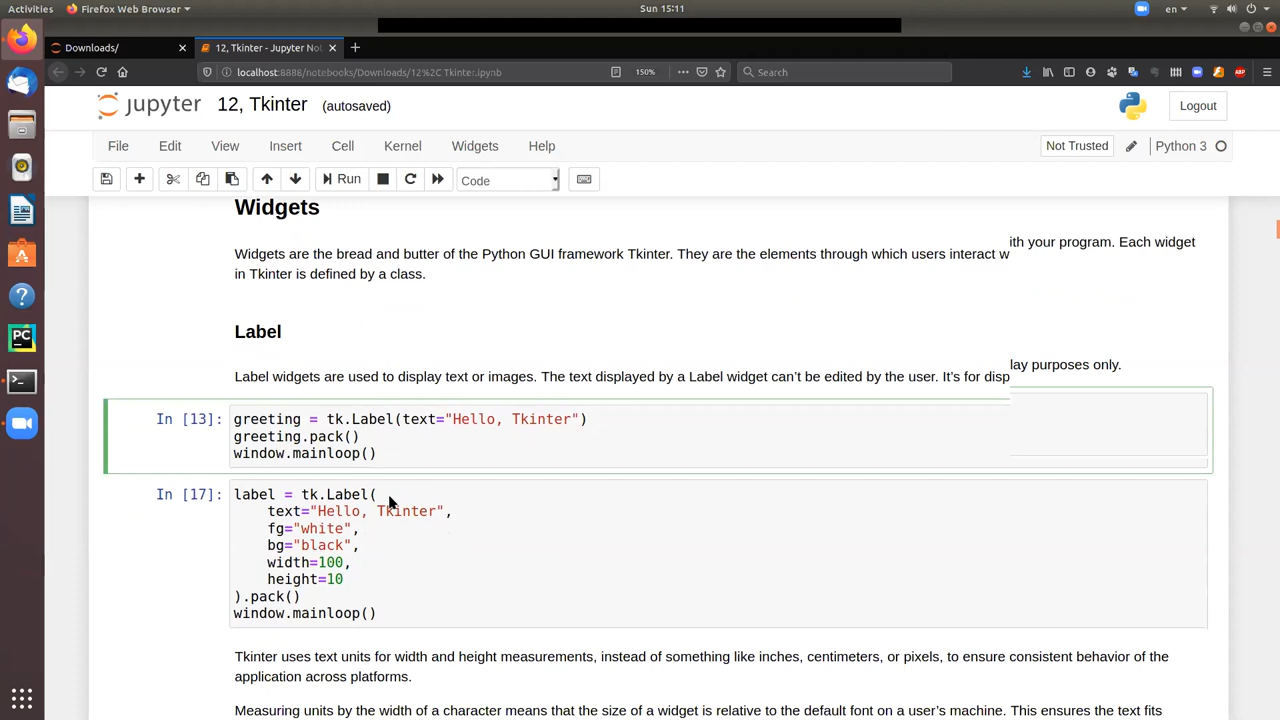 Activities
Firefox Web Browser
Sun 15:11
en
Downloads/
12, Tkinter - Jupyter No
localhost:8888/notebooks/Downloads/12%2C Tkinter.ipynb
150%
Search
ABP
jupyter
12, Tkinter (autosaved)
Logout
File Edit View Insert Cell Kernel Widgets Help
Not Trusted
Python 3
Run
Code
PC
Widgets
Widgets are the bread and butter of the Python GUI framework Tkinter. They are the elements through which users interact with your program. Each widget
in Tkinter is defined by a class.
Label
Label widgets are used to display text or images. The text displayed by a Label widget can't be edited by the user. It's for display purposes only.
In [13]:
greeting = tk.Label(text="Hello, Tkinter")
greeting.pack()
window.mainloop()
In [17]:
label = tk.Label(
text="Hello, Tkinter",
fg="white",
bg="black",
width=100,
height=10
).pack()
window.mainloop()
Tkinter uses text units for width and height measurements, instead of something like inches, centimeters, or pixels, to ensure consistent behavior of the
application across platforms.
Measuring units by the width of a character means that the size of a widget is relative to the default font on a user's machine. This ensures the text fits